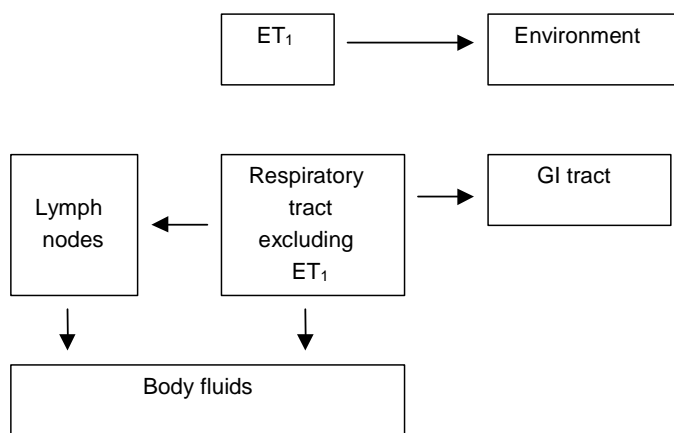 ET₁
Environment
Lymph
nodes
Respiratory
tract
excluding
ET₁
GI tract
Body fluids